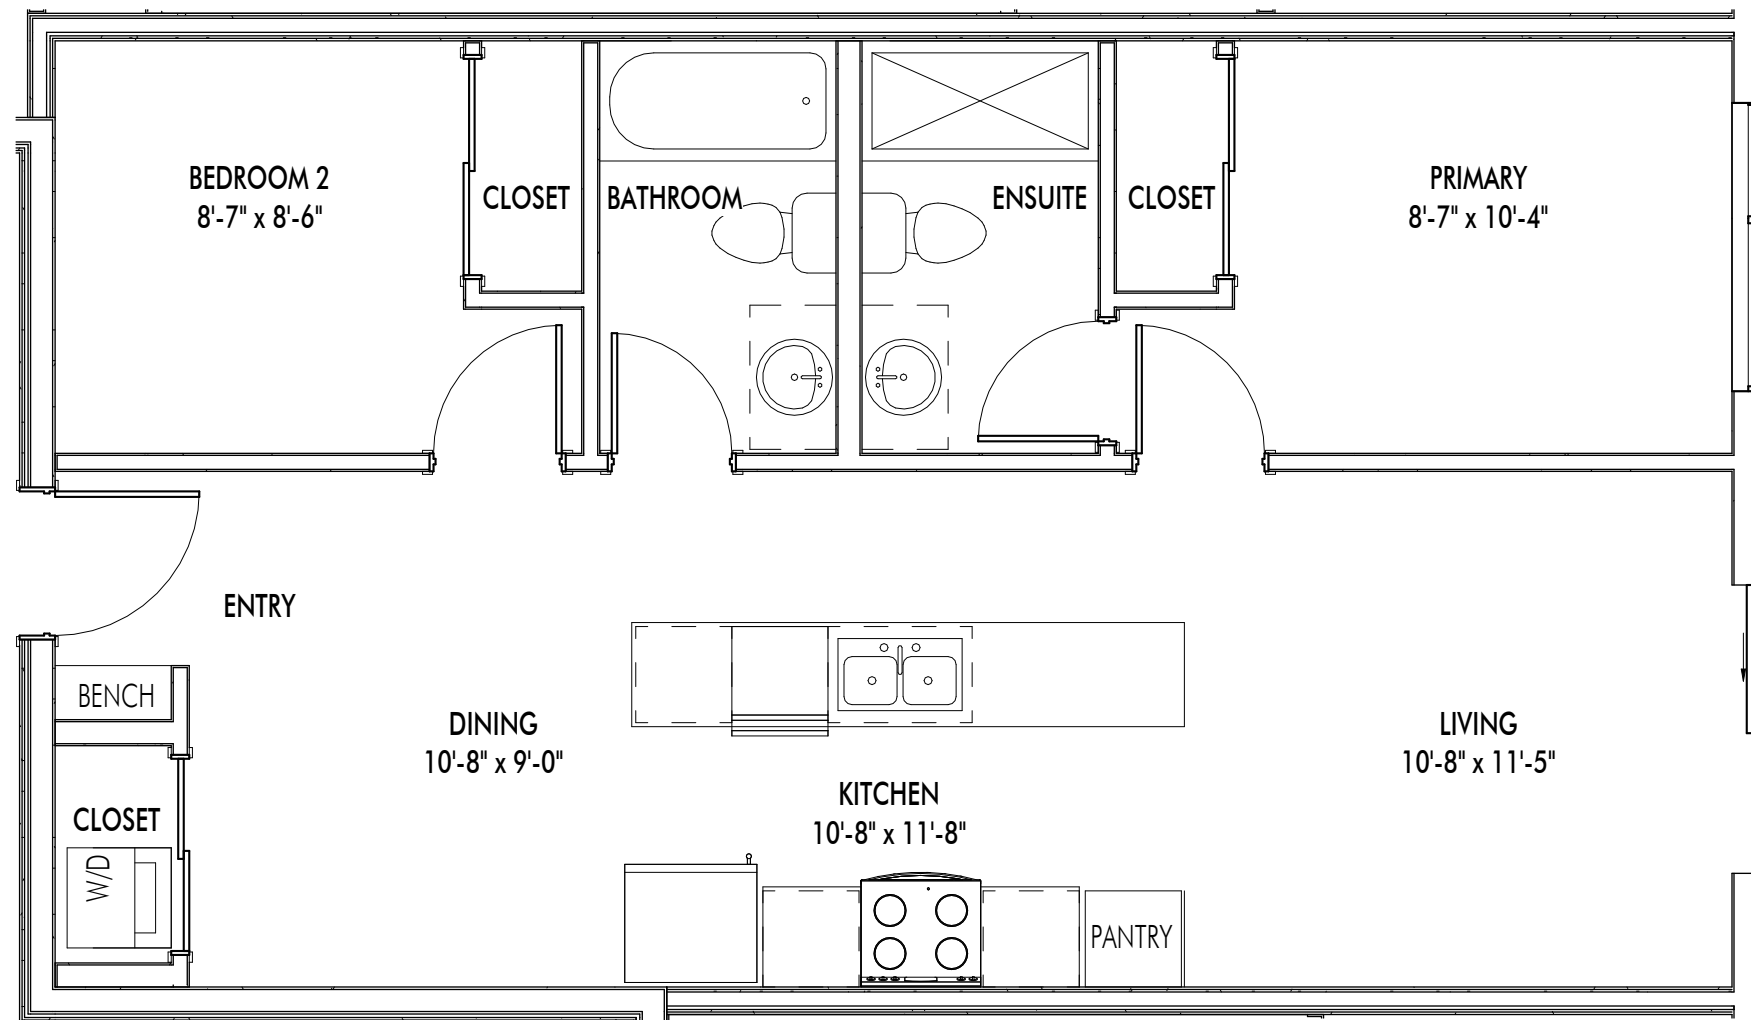 BEDROOM 2
8'-7" x 8'-6"
CLOSET
BATHROOM
ENSUITE
CLOSET
PRIMARY
8'-7" x 10'-4"
ENTRY
BENCH
DINING
10'-8" x 9'-0"
LIVING
10'-8" x 11'-5"
KITCHEN
10'-8" x 11'-8"
CLOSET
W/D
PANTRY